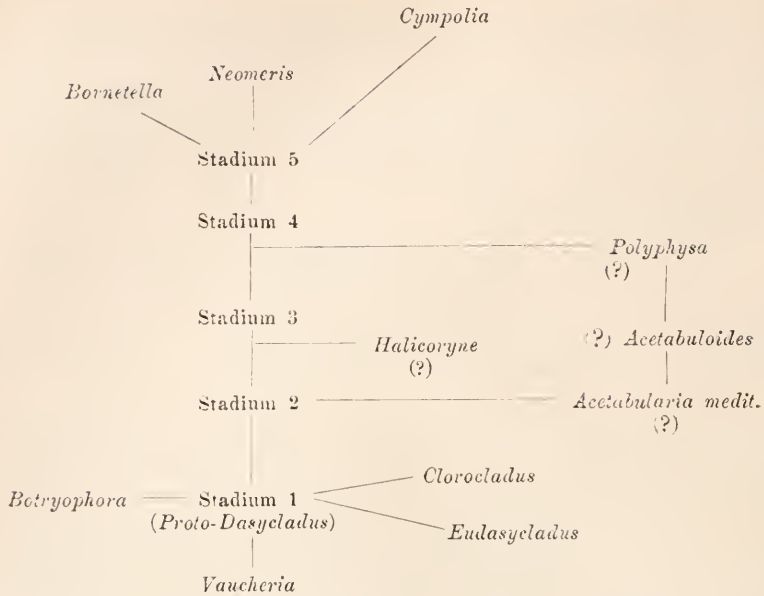 Cympolia
Neomeris
Bornetella
Stadium 5
Stadium 4
Polyphysa
(?)
Stadium 3
Halicoryne
(?)
(?) Acetabuloides
Stadium 2
Acetabularia medit.
(?)
Clorocladus
Botryophora
Stadium 1
(Proto-Dasycladus)
Eudasycladus
Vaucheria